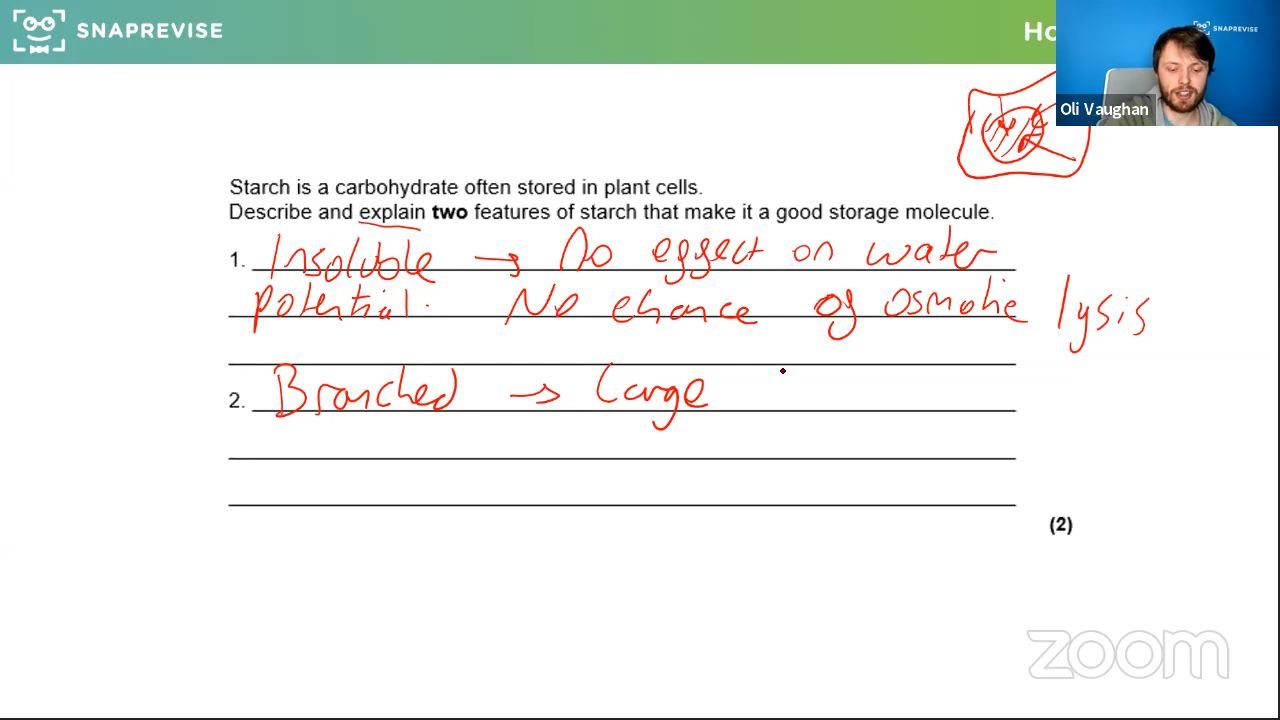 SNAPREVISE
Ho
SNAPREVISE
Oli Vaughan
Starch is a carbohydrate often stored in plant cells.
Describe and explain two features of starch that make it a good storage molecule.
1. Insoluble → No effect on water
potential. No chance of osmotic lysis
2. Branched → Large
(2)
zoom